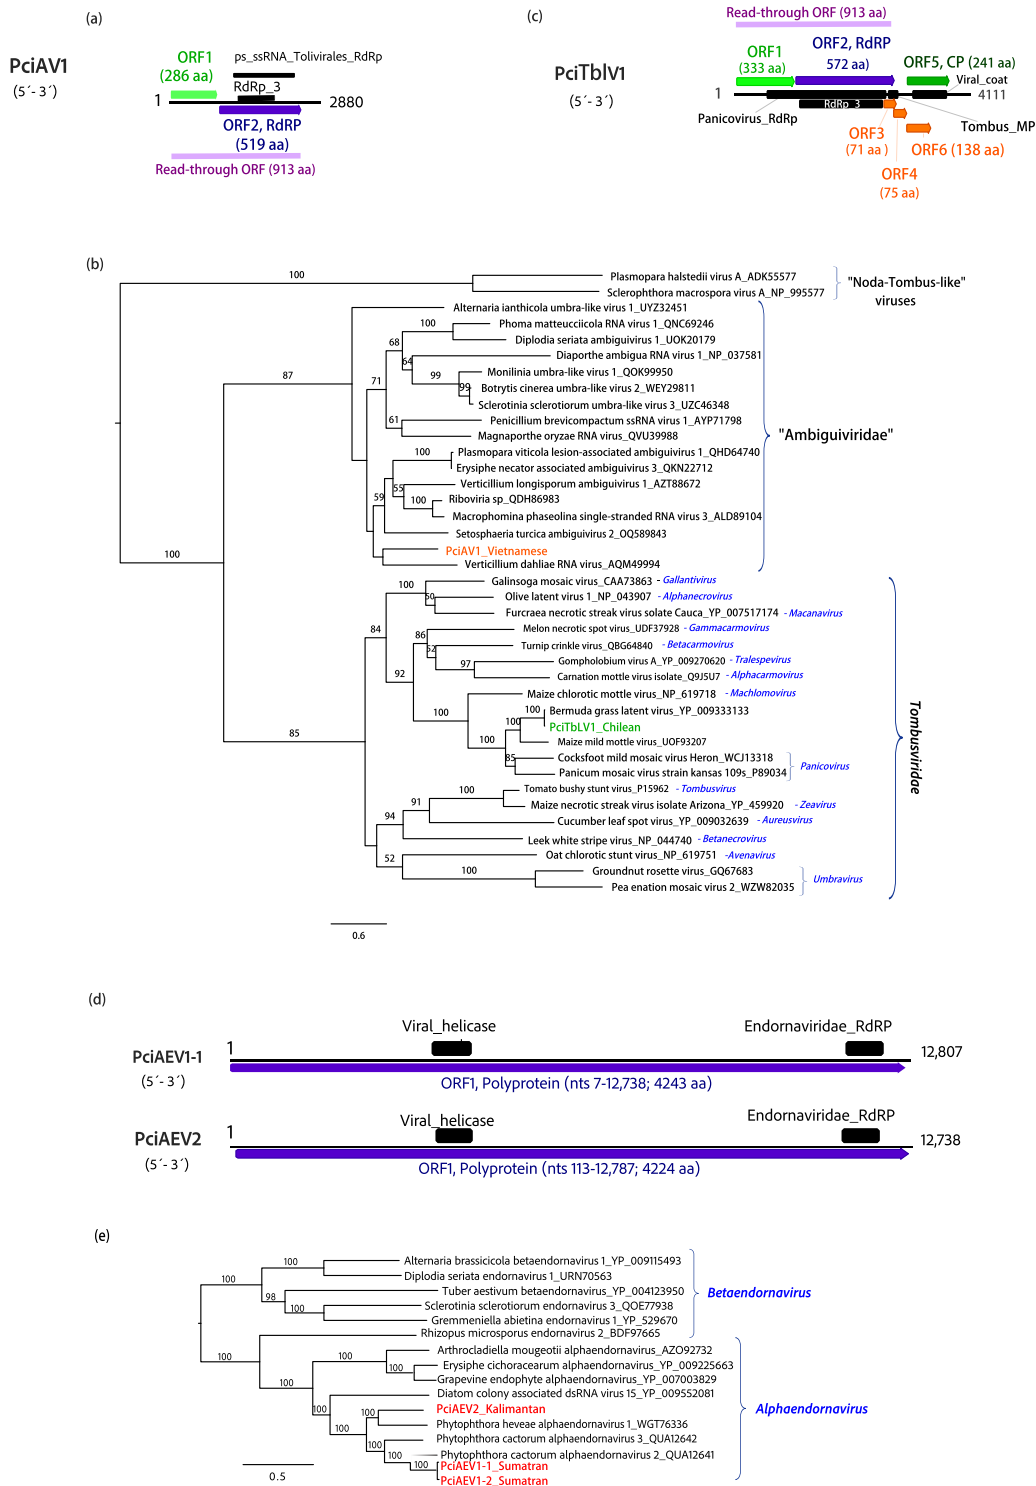 (a)
PciAV1
(5´- 3´)
ORF1
(286 aa)
ps_ssRNA_Tolivirales_RdRp
RdRp_3
1
2880
ORF2, RdRP
(519 aa)
Read-through ORF (913 aa)
(c)
PciTblV1
(5´- 3´)
Read-through ORF (913 aa)
ORF1
(333 aa)
ORF2, RdRP
572 aa)
ORF5, CP (241 aa)
Viral_coat
1
4111
Panicovirus_RdRp
RdRp_3
Tombus_MP
ORF3
(71 aa )
ORF6 (138 aa)
ORF4
(75 aa)
(b)
100
Plasmopara halstedii virus A_ADK55577
Sclerophthora macrospora virus A_NP_995577
"Noda-Tombus-like"
viruses
Alternaria ianthicola umbra-like virus 1_UYZ32451
100
Phoma matteucciicola RNA virus 1_QNC69246
68
Diplodia seriata ambiguivirus 1_UOK20179
64
Diaporthe ambigua RNA virus 1_NP_037581
87
71
99
Monilinia umbra-like virus 1_QOK99950
99
Botrytis cinerea umbra-like virus 2_WEY29811
Sclerotinia sclerotiorum umbra-like virus 3_UZC46348
61
Penicillium brevicompactum ssRNA virus 1_AYP71798
Magnaporthe oryzae RNA virus_QVU39988
"Ambiguiviridae"
100
Plasmopara viticola lesion-associated ambiguivirus 1_QHD64740
Erysiphe necator associated ambiguivirus 3_QKN22712
55
Verticillium longisporum ambiguivirus 1_AZT88672
59
100
Riboviria sp_QDH86983
Macrophomina phaseolina single-stranded RNA virus 3_ALD89104
Setosphaeria turcica ambiguivirus 2_OQ589843
PciAV1_Vietnamese
100
Verticillium dahliae RNA virus_AQM49994
100
Galinsoga mosaic virus_CAA73863 - Gallantivirus
50
Olive latent virus 1_NP_043907 - Alphanecrovirus
Furcraea necrotic streak virus solate Cauca_YP_007517174 - Macanavirus
84
86
Melon necrotic spot virus_UDF37928 - Gammacarmovirus
52
Turnip crinkle virus_QBG64840 - Betacarmovirus
97
Gompholobium virus A_YP_009270620 - Tralespevirus
92
Carnation mottle virus isolate_Q9J5U7 - Alphacarmovirus
Maize chlorotic mottle virus_NP_619718 - Machlomovirus
100
100
Bermuda grass latent virus_YP_009333133
100
PciTbLV1_Chilean
85
100
Maize mild mottle virus_UOF93207
85
Cocksfoot mild mosaic virus Heron_WCJ13318
Panicum mosaic virus strain kansas 109s_P89034
Panicovirus
Tombusviridae
100
Tomato bushy stunt virus_P15962 - Tombusvirus
91
Maize necrotic streak virus isolate Arizona_YP_459920 - Zeavirus
94
Cucumber leaf spot virus_YP_009032639 - Aureusvirus
Leek white stripe virus_NP_044740 - Betanecrovirus
52
Oat chlorotic stunt virus_NP_619751 -Avenavirus
100
Groundnut rosette virus_GQ67683
Pea enation mosaic virus 2_WZW82035
Umbravirus
0.6
(d)
PciAEV1-1
(5´- 3´)
1
Viral_helicase
Endornaviridae_RdRP
12,807
ORF1, Polyprotein (nts 7-12,738; 4243 aa)
PciAEV2
(5´- 3´)
1
Viral_helicase
Endornaviridae_RdRP
12,738
ORF1, Polyprotein (nts 113-12,787; 4224 aa)
(e)
100
Alternaria brassicicola betaendornavirus 1_YP_009115493
100
Diplodia seriata endornavirus 1_URN70563
98
Tuber aestivum betaendornavirus_YP_004123950
100
Sclerotinia sclerotiorum endornavirus 3_QOE77938
Gremmeniella abietina endornavirus 1_YP_529670
Betaendornavirus
Rhizopus microsporus endornavirus 2_BDF97665
100
100
Arthrocladiella mougeotii alphaendornavirus_AZO92732
100
Erysiphe cichoracearum alphaendornavirus_YP_009225663
Grapevine endophyte alphaendornavirus_YP_007003829
100
Diatom colony associated dsRNA virus 15_YP_009552081
100
PciAEV2_Kalimantan
100
Phytophthora heveae alphaendornavirus 1_WGT76336
100
Phytophthora cactorum alphaendornavirus 3_QUA12642
100
Phytophthora cactorum alphaendornavirus 2_QUA12641
100
PciAEV1-1_Sumatran
PciAEV1-2_Sumatran
Alphaendornavirus
0.5